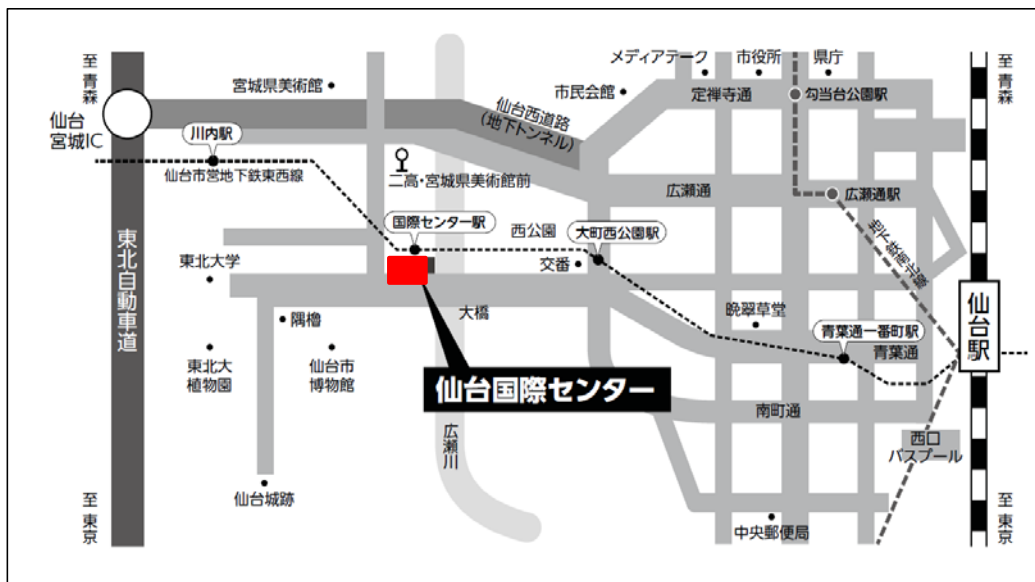 至 青森
メディアテーク
市役所
県庁
至 青森
宮城県美術館
市民会館
定禅寺通
勾当台公園駅
仙台西道路
(地下トンネル)
仙台
宮城IC
川内駅
仙台市営地下鉄東西線
二高・宮城県美術館前
広瀬通
広瀬通駅
国際センター駅
西公園
大町西公園駅
地下鉄南北線
東北自動車道
東北大学
交番
大橋
晩翠草堂
仙台駅
隅櫓
青葉通一番町駅
青葉通
東北大
植物園
仙台市
博物館
仙台国際センター
南町通
広瀬川
西口
バスプール
仙台城跡
至 東京
中央郵便局
至 東京